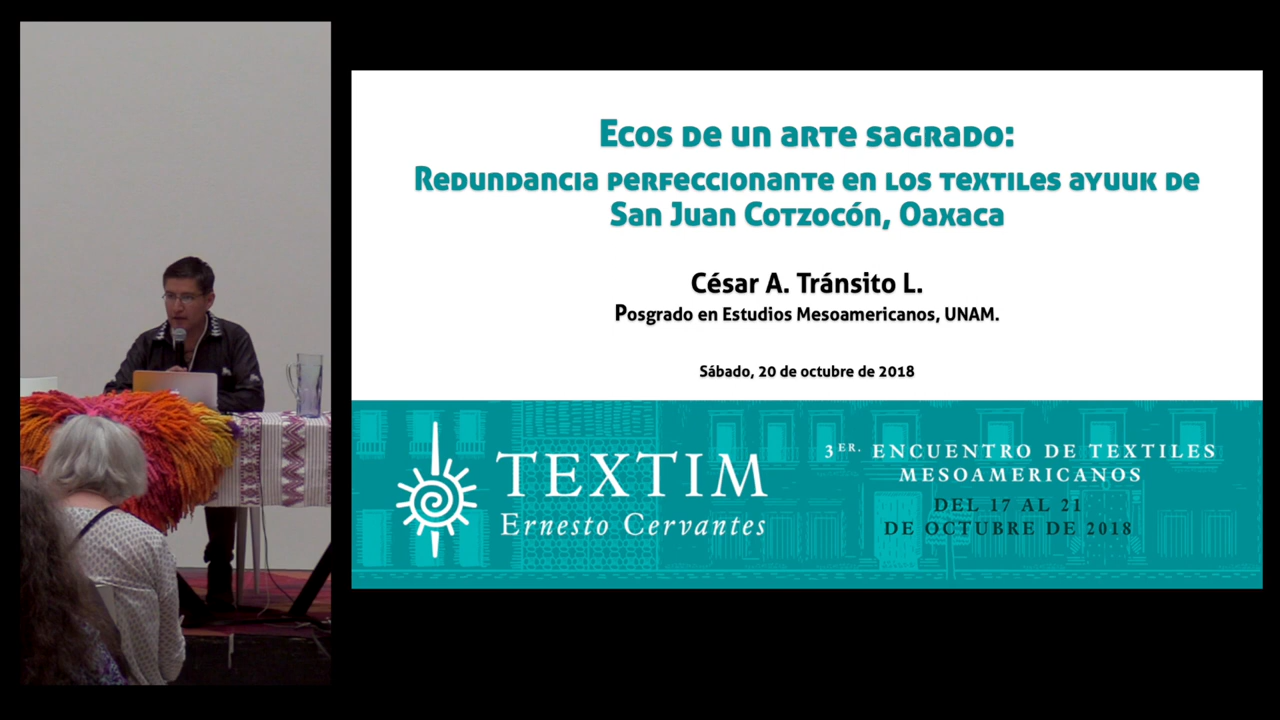 Ecos de un arte sagrado:
Redundancia perfeccionante en los textiles ayuuk de
San Juan Cotzocón, Oaxaca
César A. Tránsito L.
Posgrado en Estudios Mesoamericanos, UNAM.
Sábado, 20 de octubre de 2018
TEXTIM
Ernesto Cervantes
3ER. ENCUENTRO DE TEXTILES
MESOAMERICANOS
DEL 17 AL 21
DE OCTUBRE DE 2018